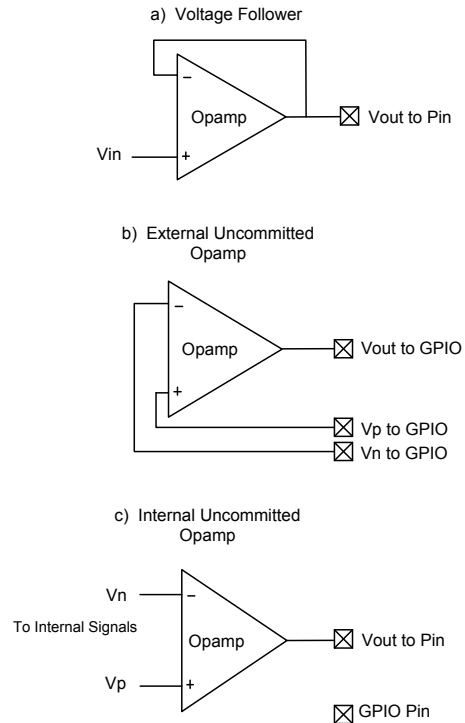 a) Voltage Follower
−
Opamp
Vout to Pin
Vin
+
b) External Uncommitted
Opamp
−
Opamp
Vout to GPIO
+
Vp to GPIO
Vn to GPIO
c) Internal Uncommitted
Opamp
Vn
−
To Internal Signals
Opamp
Vout to Pin
Vp
+
GPIO Pin